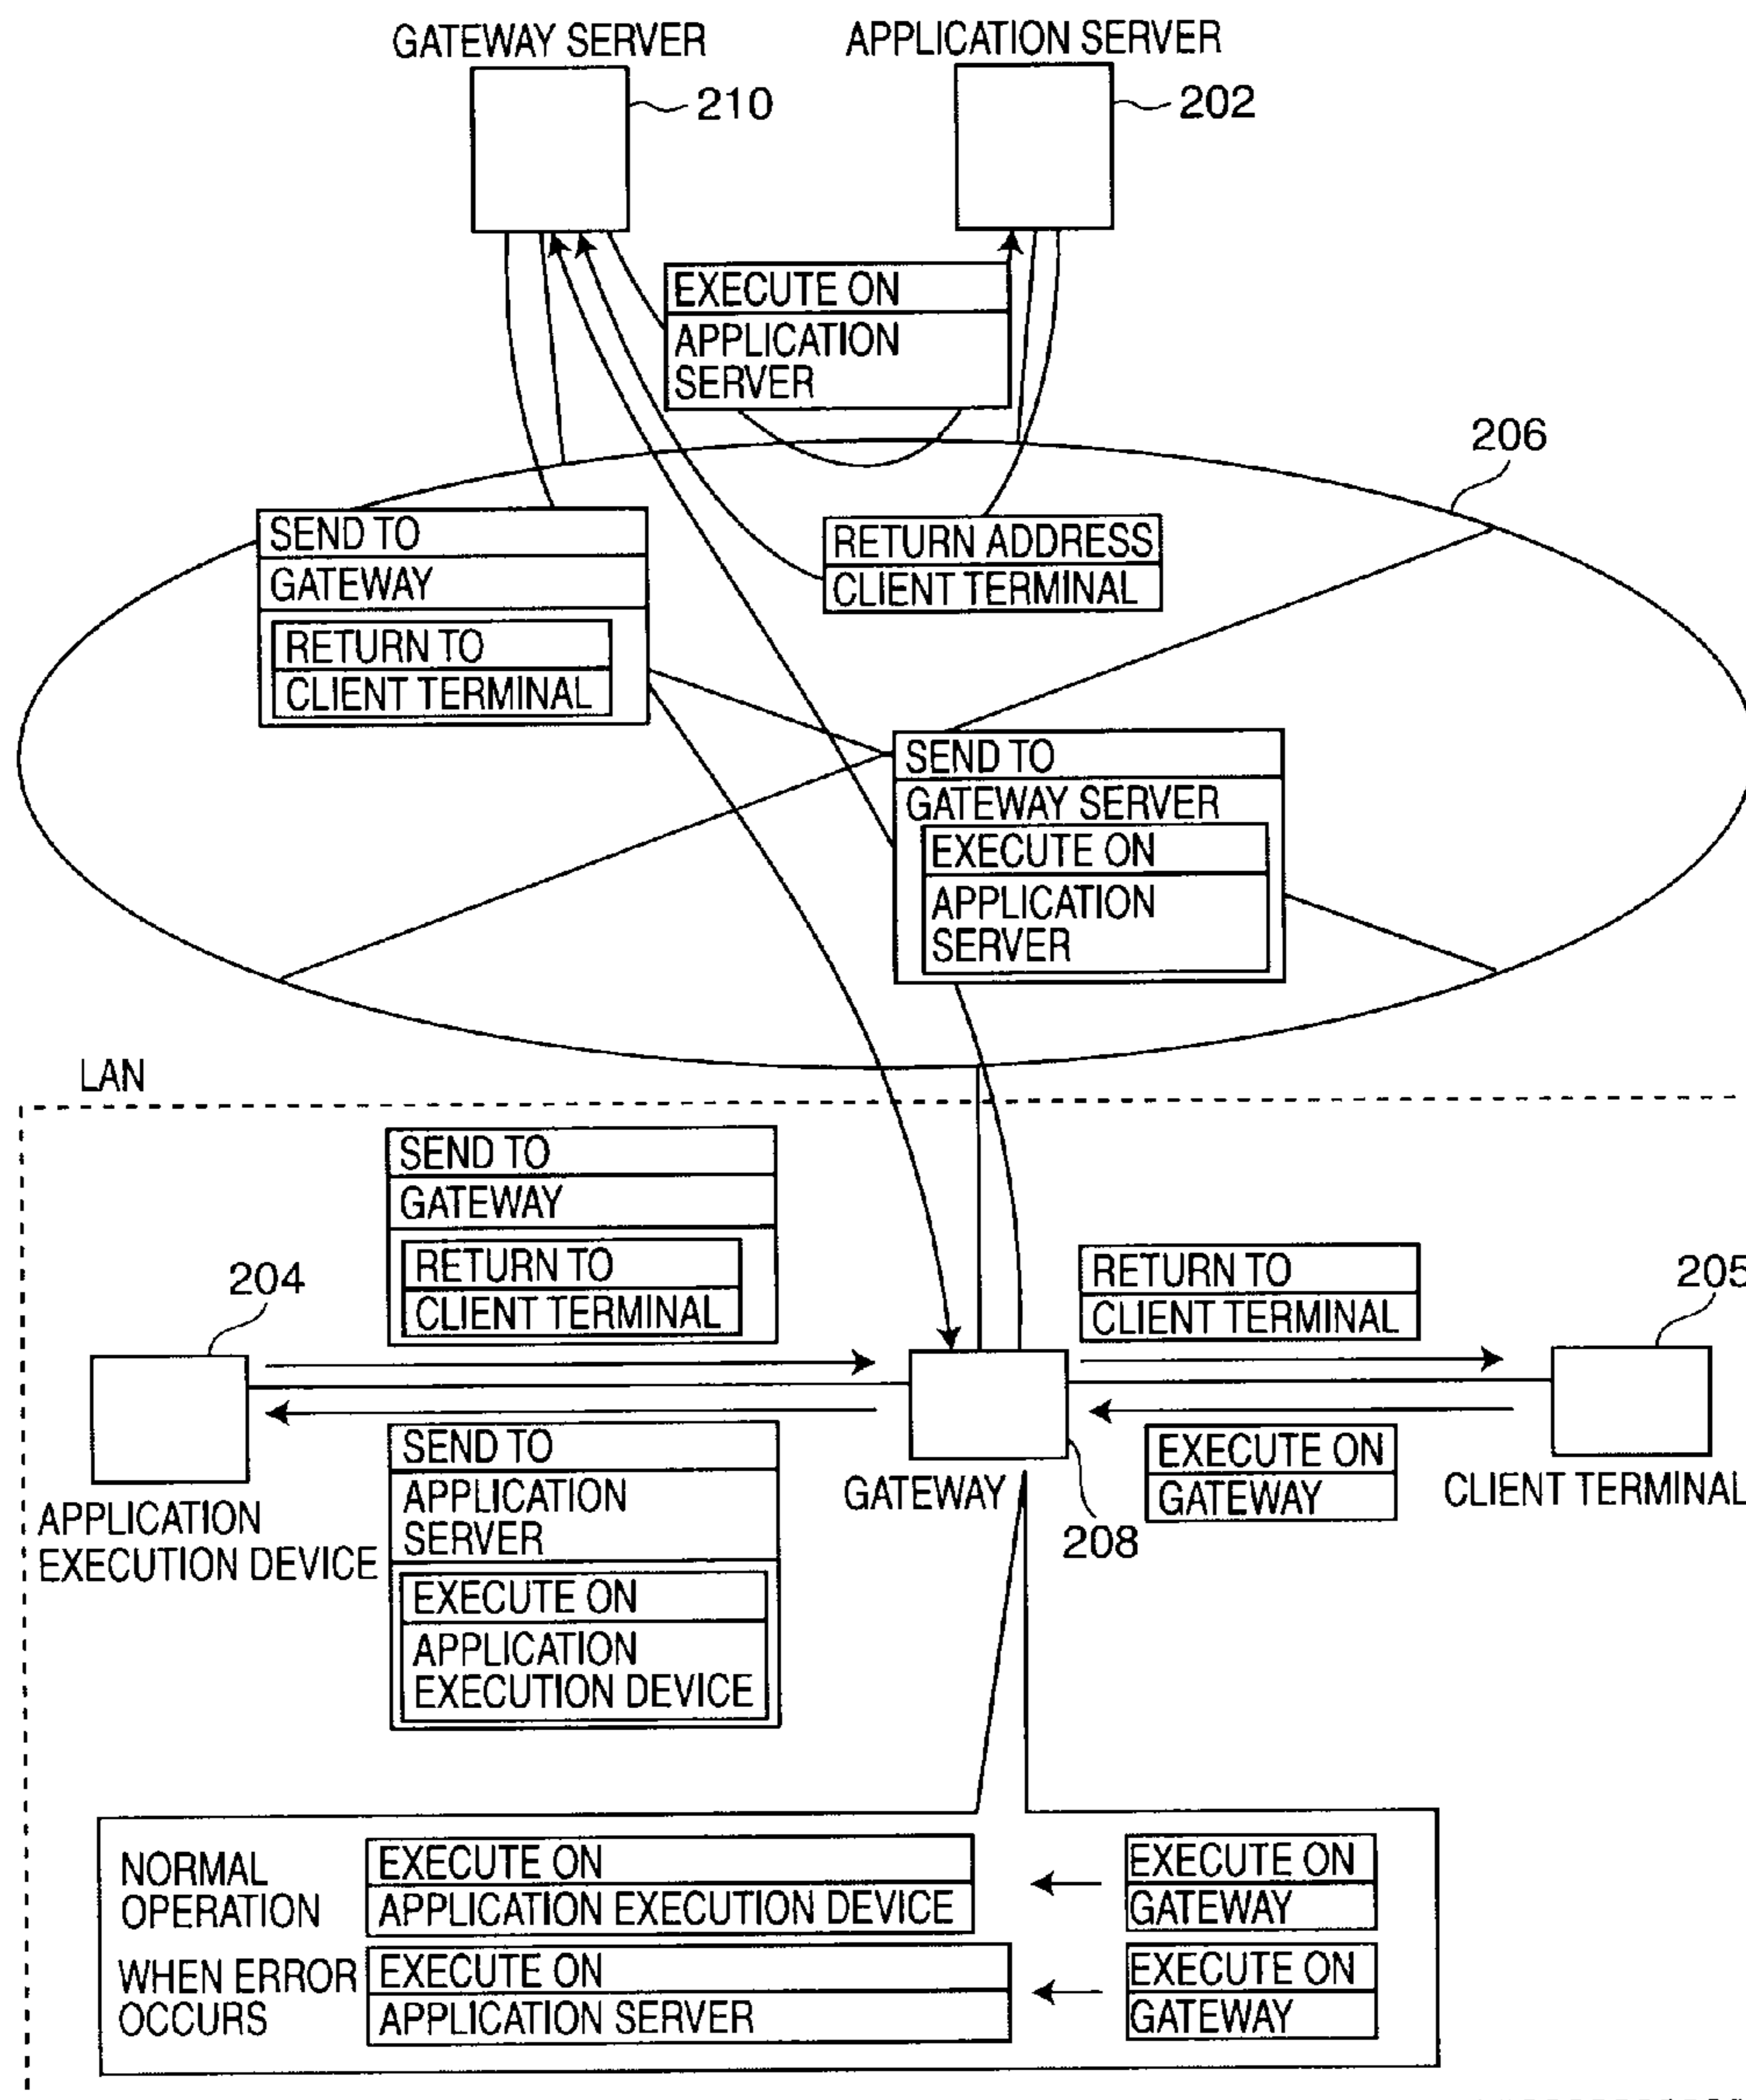 GATEWAY SERVER
APPLICATION SERVER
210
202
EXECUTE ON
APPLICATION
SERVER
206
SEND TO
GATEWAY
RETURN TO
CLIENT TERMINAL
RETURN ADDRESS
CLIENT TERMINAL
SEND TO
GATEWAY SERVER
EXECUTE ON
APPLICATION
SERVER
LAN
SEND TO
GATEWAY
RETURN TO
CLIENT TERMINAL
RETURN TO
CLIENT TERMINAL
204
205
SEND TO
APPLICATION
SERVER
EXECUTE ON
APPLICATION
EXECUTION DEVICE
APPLICATION
EXECUTION DEVICE
GATEWAY
208
EXECUTE ON
GATEWAY
CLIENT TERMINAL
NORMAL
OPERATION
EXECUTE ON
APPLICATION EXECUTION DEVICE
EXECUTE ON
GATEWAY
WHEN ERROR
OCCURS
EXECUTE ON
APPLICATION SERVER
EXECUTE ON
GATEWAY